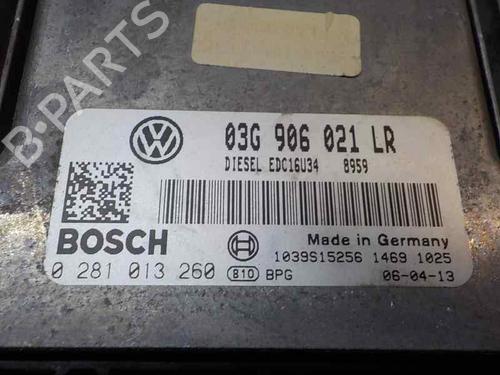 B-PARTS
03G 906 021 LR
DIESEL EDC16U34 8959
BOSCH
Made in Germany
1039S15256 1469 1025
0 281 013 260 810 BPG 06-04-13